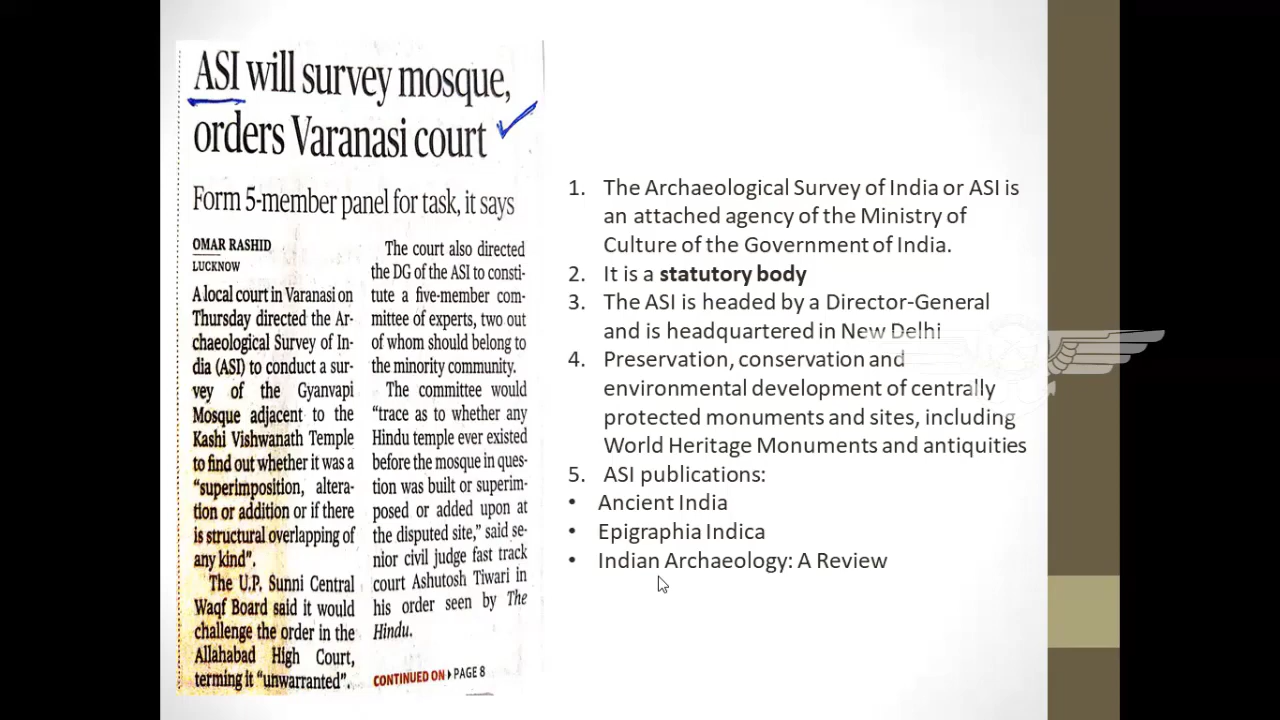 ASI will survey mosque,
orders Varanasi court
Form 5-member panel for task, it says
OMAR RASHID
LUCKNOW
A local court in Varanasi on
Thursday directed the Ar-
chaeological Survey of In-
dia (ASI) to conduct a sur-
vey of the Gyanvapi
Mosque adjacent to the
Kashi Vishwanath Temple
to find out whether it was a
“superimposition, altera-
tion or addition or if there
is structural overlapping of
any kind”.
The U.P. Sunni Central
Waqf Board said it would
challenge the order in the
Allahabad High Court,
terming it “unwarranted”.
The court also directed
the DG of the ASI to consti-
tute a five-member com-
mittee of experts, two out
of whom should belong to
the minority community.
The committee would
“trace as to whether any
Hindu temple ever existed
before the mosque in ques-
tion was built or superim-
posed or added upon at
the disputed site,” said se-
nior civil judge fast track
court Ashutosh Tiwari in
his order seen by The
Hindu.
CONTINUED ON PAGE 8
1. The Archaeological Survey of India or ASI is
an attached agency of the Ministry of
Culture of the Government of India.
2. It is a statutory body
3. The ASI is headed by a Director-General
and is headquartered in New Delhi
4. Preservation, conservation and
environmental development of centrally
protected monuments and sites, including
World Heritage Monuments and antiquities
5. ASI publications:
• Ancient India
• Epigraphia Indica
• Indian Archaeology: A Review